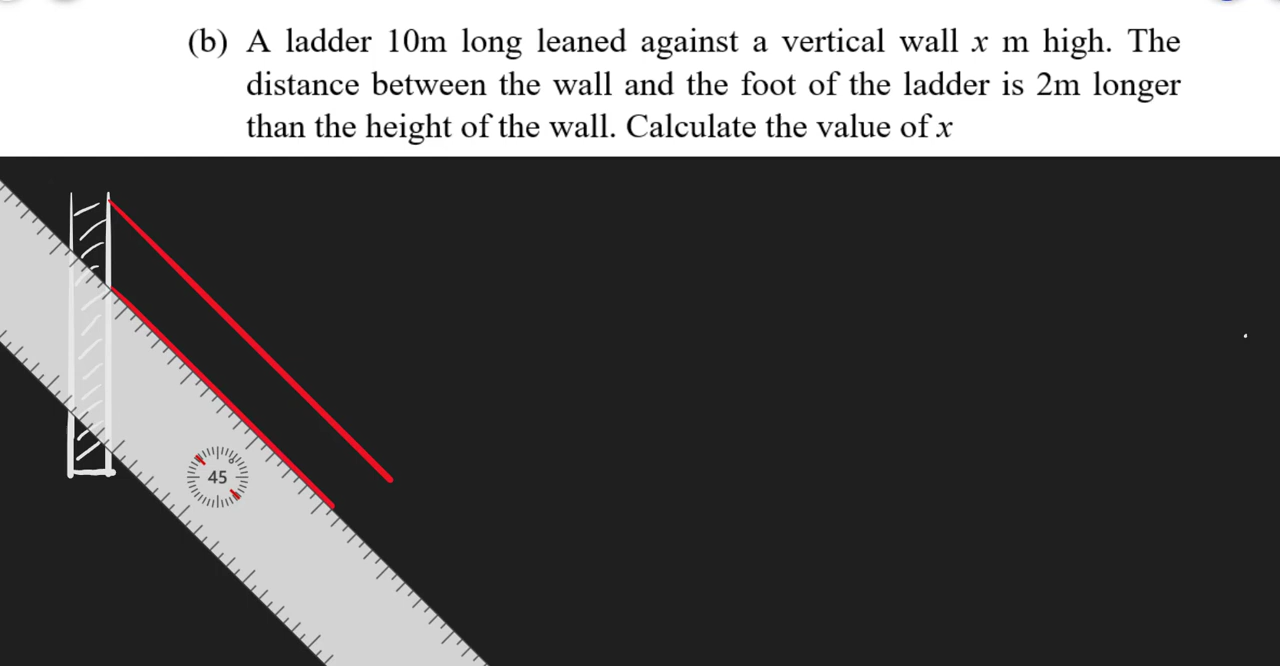 (b) A ladder 10m long leaned against a vertical wall x m high. The
distance between the wall and the foot of the ladder is 2m longer
than the height of the wall. Calculate the value of x
45